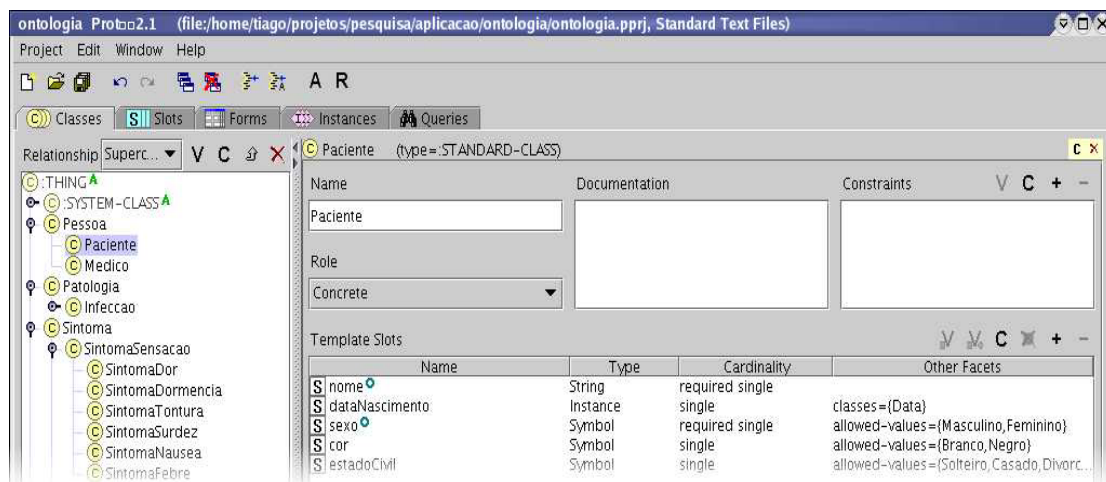 ontologia Prot□□2.1 (file:/home/tiago/projetos/pesquisa/aplicacao/ontologia/ontologia.pprj, Standard Text Files)
Project Edit Window Help
A R
C Classes S Slots Forms I Instances Queries
Relationship Superc... V C
C :THING A
C :SYSTEM-CLASS A
C Pessoa
C Paciente
C Medico
C Patologia
C Infeccao
C Sintoma
C SintomaSensacao
C SintomaDor
C SintomaDormencia
C SintomaTontura
C SintomaSurdez
C SintomaNausea
C SintomaFebre
C Paciente (type=:STANDARD-CLASS) C ×
Name Documentation Constraints V C + −
Paciente
Role
Concrete
Template Slots V V C + −
Name Type Cardinality Other Facets
S nome String required single
S dataNascimento Instance single classes={Data}
S sexo Symbol required single allowed-values={Masculino,Feminino}
S cor Symbol single allowed-values={Branco,Negro}
S estadoCivil Symbol single allowed-values={Solteiro,Casado,Divorc...